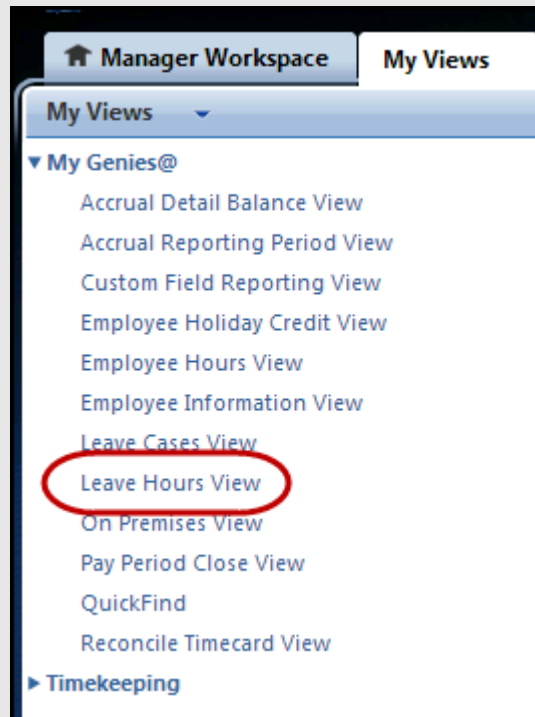 Manager Workspace
My Views
My Views
My Genies@
Accrual Detail Balance View
Accrual Reporting Period View
Custom Field Reporting View
Employee Holiday Credit View
Employee Hours View
Employee Information View
Leave Cases View
Leave Hours View
On Premises View
Pay Period Close View
QuickFind
Reconcile Timecard View
Timekeeping